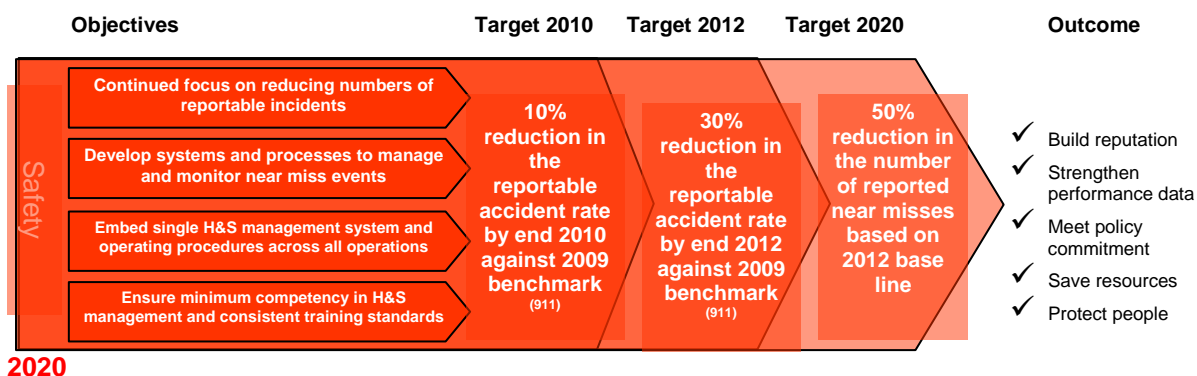 Objectives
Target 2010
Target 2012
Target 2020
Outcome
Safety
Continued focus on reducing numbers of
reportable incidents
Develop systems and processes to manage
and monitor near miss events
Embed single H&S management system and
operating procedures across all operations
Ensure minimum competency in H&S
management and consistent training standards
10%
reduction in
the
reportable
accident rate
by end 2010
against 2009
benchmark
(911)
30%
reduction in
the
reportable
accident rate
by end 2012
against 2009
benchmark
(911)
50%
reduction in
the number
of reported
near misses
based on
2012 base
line
✓ Build reputation
✓ Strengthen
performance data
✓ Meet policy
commitment
✓ Save resources
✓ Protect people
2020